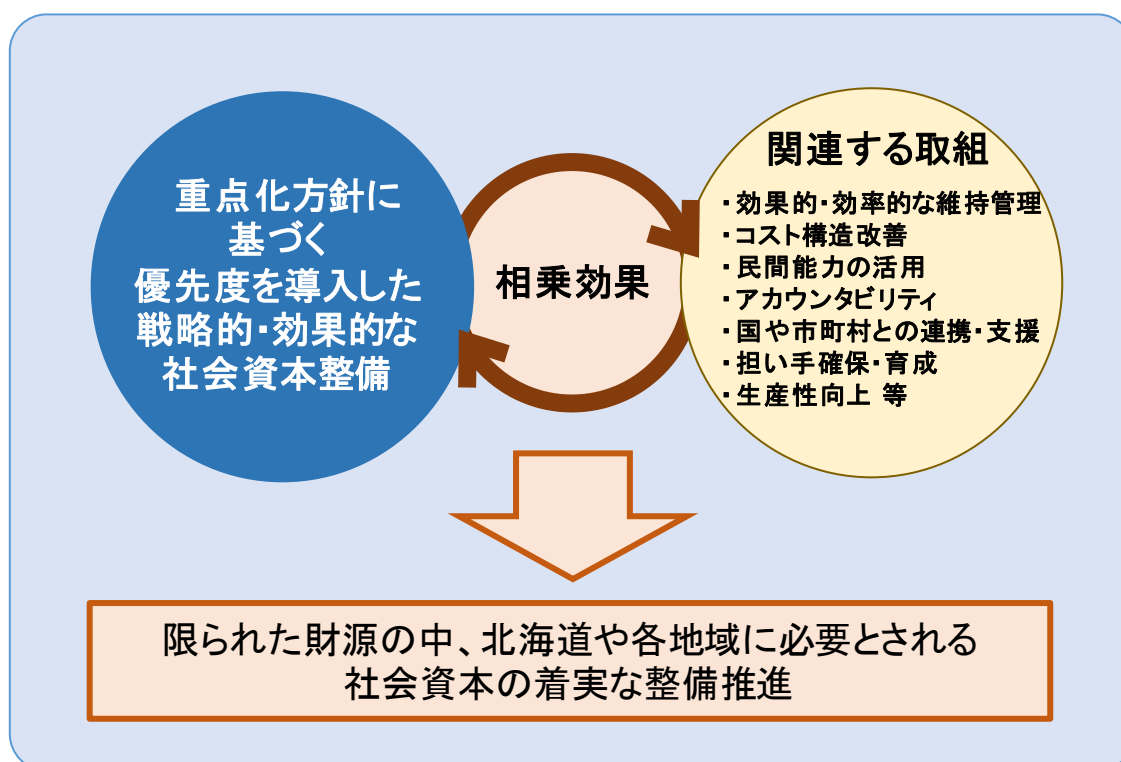 重点化方針に
基づく
優先度を導入した
戦略的・効果的な
社会資本整備
相乗効果
関連する取組
・効果的・効率的な維持管理
・コスト構造改善
・民間能力の活用
・アカウンタビリティ
・国や市町村との連携・支援
・担い手確保・育成
・生産性向上 等
限られた財源の中、北海道や各地域に必要とされる
社会資本の着実な整備推進